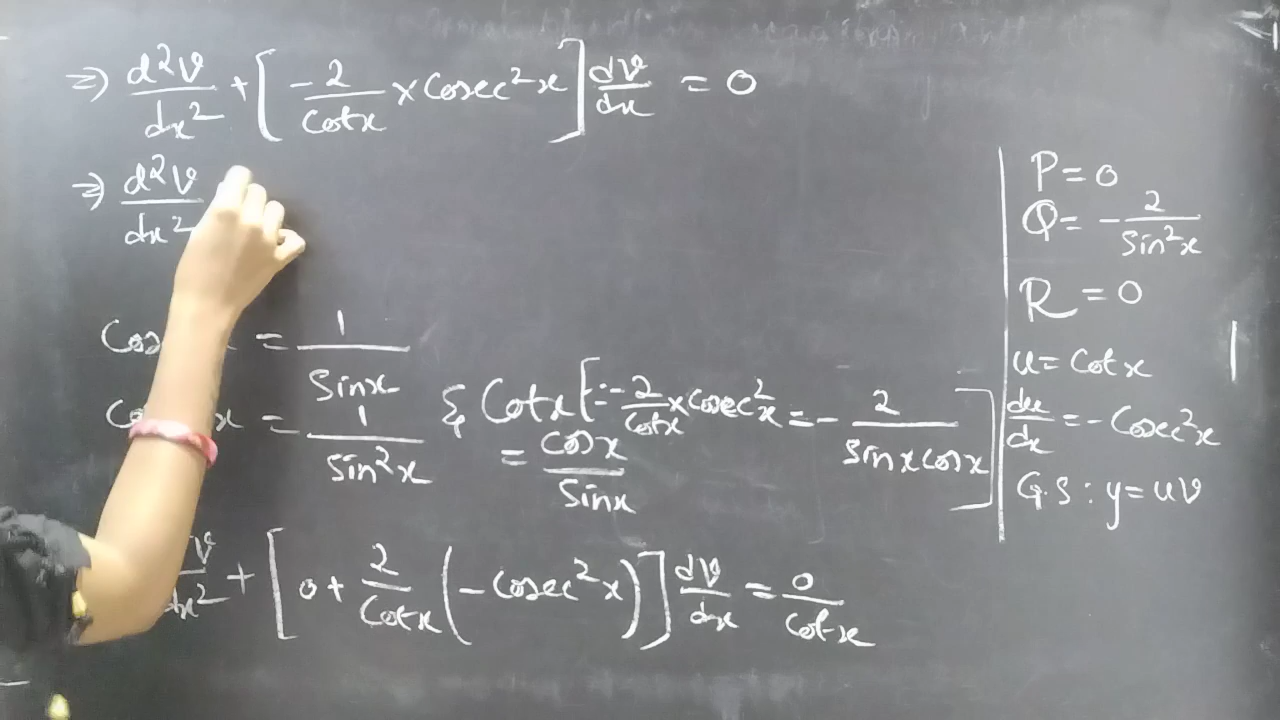 ⇒ d²v/dx² + [-2/cotx × Cosec²x] dv/dx = 0
⇒ d²v/dx²
= 1/Sinx
= 1/Sin²x & Cotx = cosx/Sinx [∵ -2/Cotx × Cosec²x = - 2/Sinx cosx]
v/dx² + [0 + 2/Cotx (-Cosec²x)] dv/dx = 0/Cotx
P = 0
Q = - 2/Sin²x
R = 0
u = Cotx
du/dx = - Cosec²x
G.S : y = uv